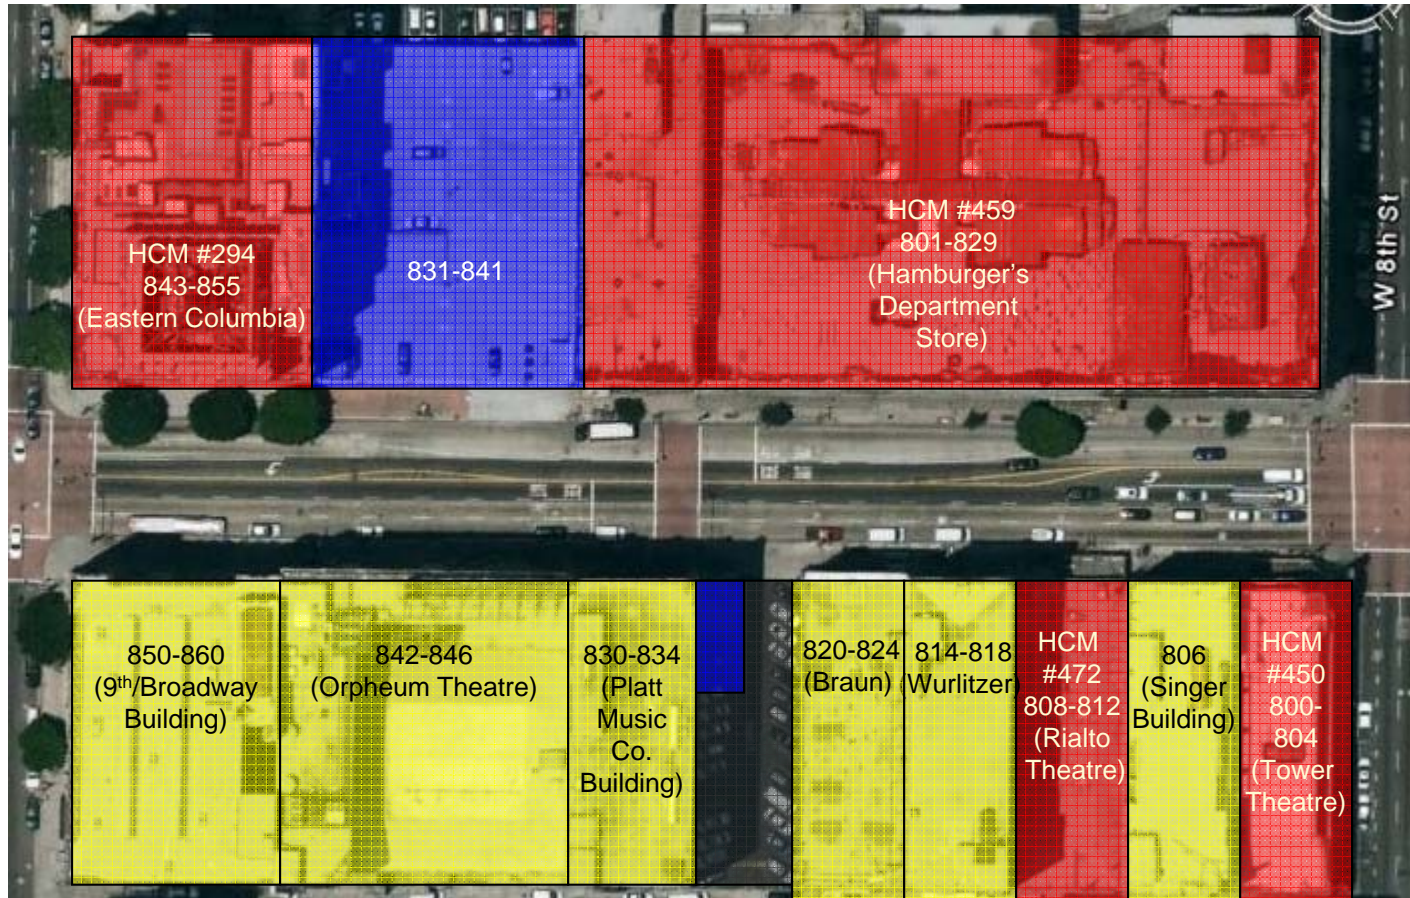 HCM #294
843-855
(Eastern Columbia)
831-841
HCM #459
801-829
(Hamburger's
Department
Store)
W 8th St
850-860
(9th/Broadway
Building)
842-846
(Orpheum Theatre)
830-834
(Platt
Music
Co.
Building)
820-824
(Braun)
814-818
(Wurlitzer)
HCM
#472
808-812
(Rialto
Theatre)
806
(Singer
Building)
HCM
#450
800-
804
(Tower
Theatre)